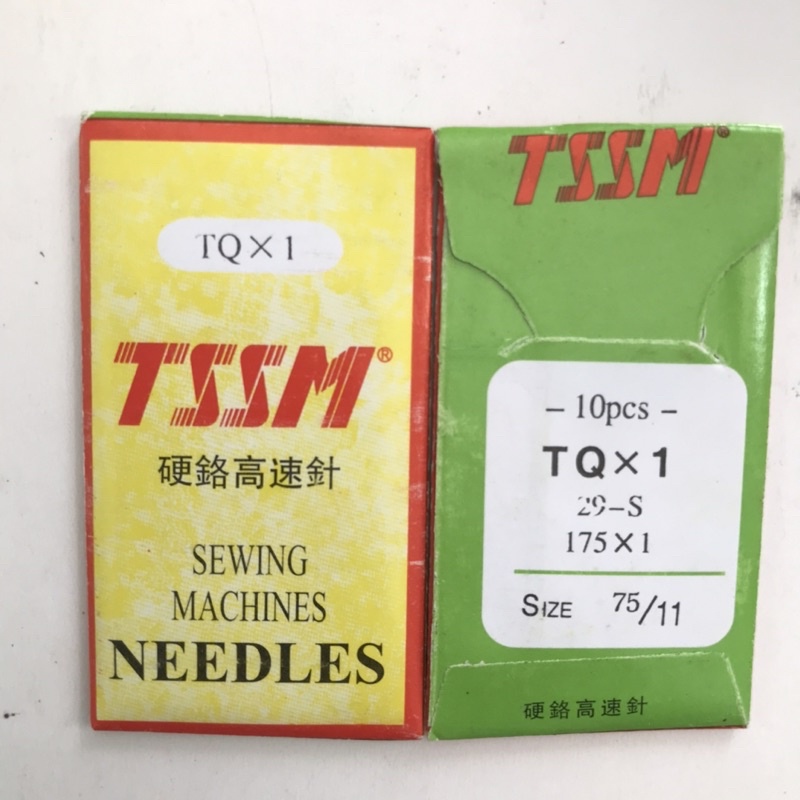 TQ×1
TSSM®
硬鉻高速針
SEWING
MACHINES
NEEDLES
TSSM®
– 10pcs –
TQ×1
29–S
175×1
SIZE 75/11
硬鉻高速針